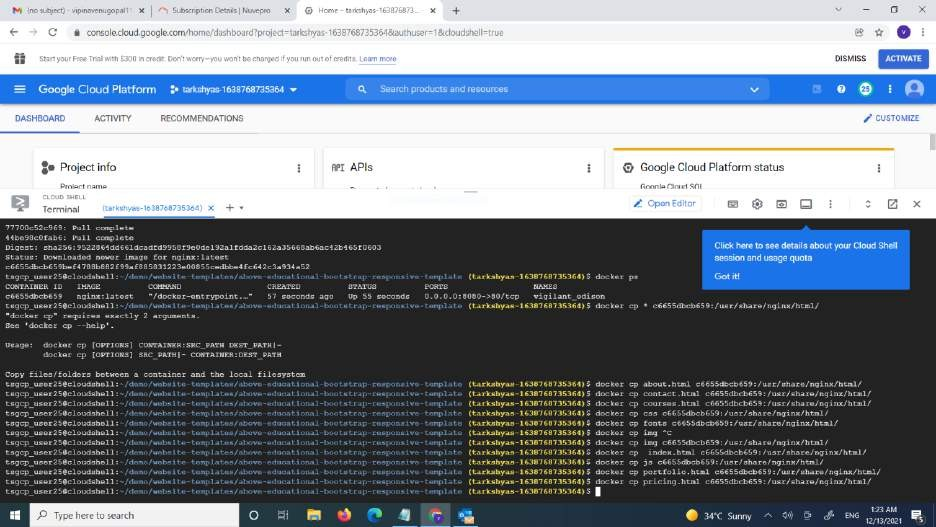 (no subject) - vipinavenugopal11
Subscription Details | Nuvepro
Home – tarkshyas-16387687353...
console.cloud.google.com/home/dashboard?project=tarkshyas-1638768735364&authuser=1&cloudshell=true
Start your Free Trial with $300 in credit. Don't worry—you won't be charged if you run out of credits. Learn more
DISMISS
ACTIVATE
Google Cloud Platform
tarkshyas-1638768735364
Search products and resources
25
DASHBOARD
ACTIVITY
RECOMMENDATIONS
CUSTOMIZE
Project info
API APIs
Google Cloud Platform status
Project name
Google Cloud SQL
CLOUD SHELL
Terminal
(tarkshyas-1638768735364)
Open Editor
Click here to see details about your Cloud Shell
session and usage quota
Got it!
77700c52c969: Pull complete
44be98c0fab6: Pull complete
Status: Downloaded newer image for nginx:latest
tsgcp_user25@cloudshell:~/demo/website-templates/above-educational-bootstrap-responsive-template (tarkshyas-1638768735364)$ docker ps
CONTAINER ID IMAGE COMMAND CREATED STATUS PORTS NAMES
c6655dbcb659 nginx:latest "/docker-entrypoint.…" 57 seconds ago Up 55 seconds 0.0.0.0:8080->80/tcp vigilant_odison
tsgcp_user25@cloudshell:~/demo/website-templates/above-educational-bootstrap-responsive-template (tarkshyas-1638768735364)$ docker cp * c6655dbcb659:/usr/share/nginx/html/
"docker cp" requires exactly 2 arguments.
See 'docker cp --help'.
Usage: docker cp [OPTIONS] CONTAINER:SRC_PATH DEST_PATH|-
docker cp [OPTIONS] SRC_PATH|- CONTAINER:DEST_PATH
Copy files/folders between a container and the local filesystem
tsgcp_user25@cloudshell:~/demo/website-templates/above-educational-bootstrap-responsive-template (tarkshyas-1638768735364)$ docker cp about.html c6655dbcb659:/usr/share/nginx/html/
tsgcp_user25@cloudshell:~/demo/website-templates/above-educational-bootstrap-responsive-template (tarkshyas-1638768735364)$ docker cp contact.html c6655dbcb659:/usr/share/nginx/html/
tsgcp_user25@cloudshell:~/demo/website-templates/above-educational-bootstrap-responsive-template (tarkshyas-1638768735364)$ docker cp courses.html c6655dbcb659:/usr/share/nginx/html/
tsgcp_user25@cloudshell:~/demo/website-templates/above-educational-bootstrap-responsive-template (tarkshyas-1638768735364)$ docker cp css c6655dbcb659:/usr/share/nginx/html/
tsgcp_user25@cloudshell:~/demo/website-templates/above-educational-bootstrap-responsive-template (tarkshyas-1638768735364)$ docker cp fonts c6655dbcb659:/usr/share/nginx/html/
tsgcp_user25@cloudshell:~/demo/website-templates/above-educational-bootstrap-responsive-template (tarkshyas-1638768735364)$ docker cp img ^C
tsgcp_user25@cloudshell:~/demo/website-templates/above-educational-bootstrap-responsive-template (tarkshyas-1638768735364)$ docker cp img c6655dbcb659:/usr/share/nginx/html/
tsgcp_user25@cloudshell:~/demo/website-templates/above-educational-bootstrap-responsive-template (tarkshyas-1638768735364)$ docker cp index.html c6655dbcb659:/usr/share/nginx/html/
tsgcp_user25@cloudshell:~/demo/website-templates/above-educational-bootstrap-responsive-template (tarkshyas-1638768735364)$ docker cp js c6655dbcb659:/usr/share/nginx/html/
tsgcp_user25@cloudshell:~/demo/website-templates/above-educational-bootstrap-responsive-template (tarkshyas-1638768735364)$ docker cp portfolio.html c6655dbcb659:/usr/share/nginx/html/
tsgcp_user25@cloudshell:~/demo/website-templates/above-educational-bootstrap-responsive-template (tarkshyas-1638768735364)$ docker cp pricing.html c6655dbcb659:/usr/share/nginx/html/
tsgcp_user25@cloudshell:~/demo/website-templates/above-educational-bootstrap-responsive-template (tarkshyas-1638768735364)$
Type here to search
34°C Sunny
ENG
1:23 AM
12/13/2021